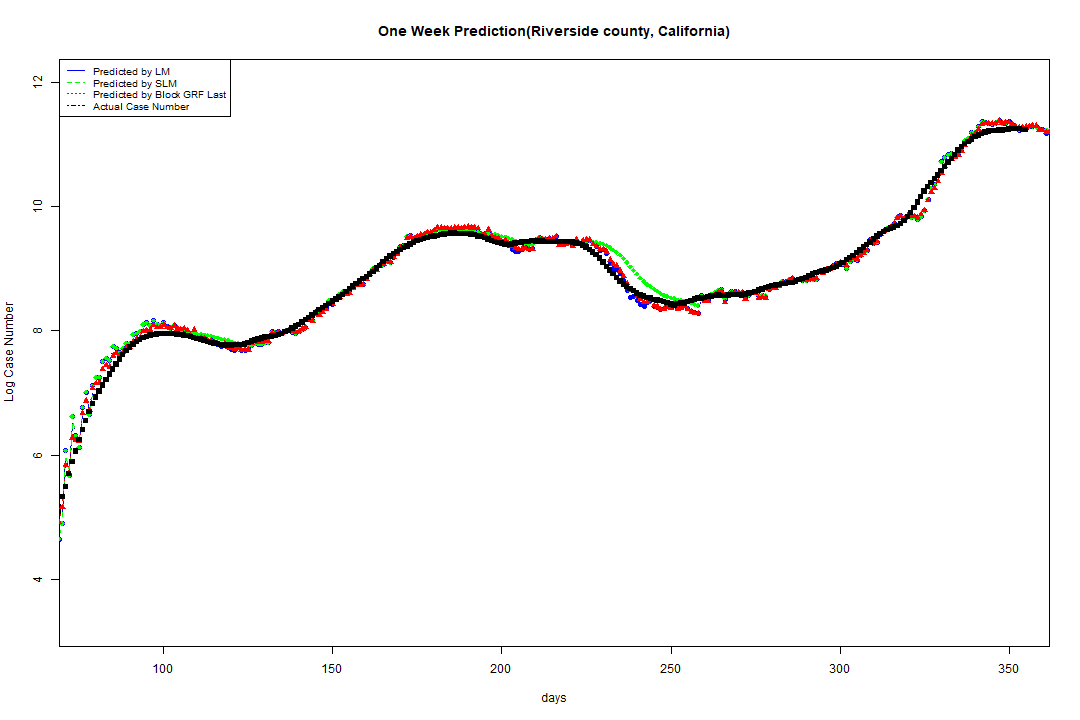 One Week Prediction(Riverside county, California)
Predicted by LM
Predicted by SLM
Predicted by Block GRF Last
Actual Case Number
12
10
8
6
4
Log Case Number
100 150 200 250 300 350
days